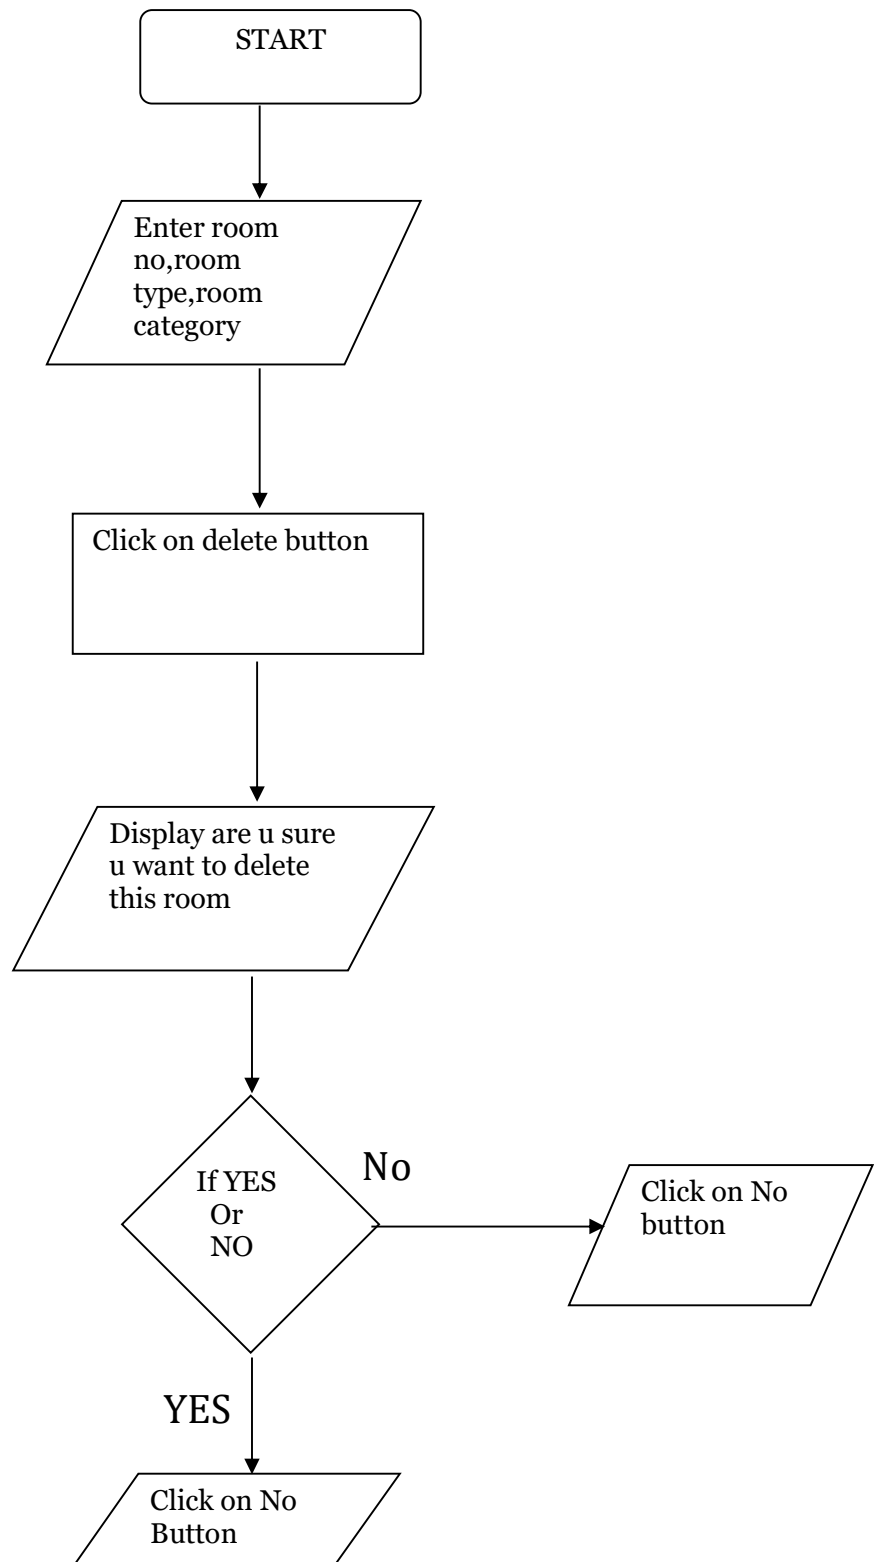 START
Enter room
no,room
type,room
category
Click on delete button
Display are u sure
u want to delete
this room
If YES
Or
NO
No
Click on No
button
YES
Click on No
Button